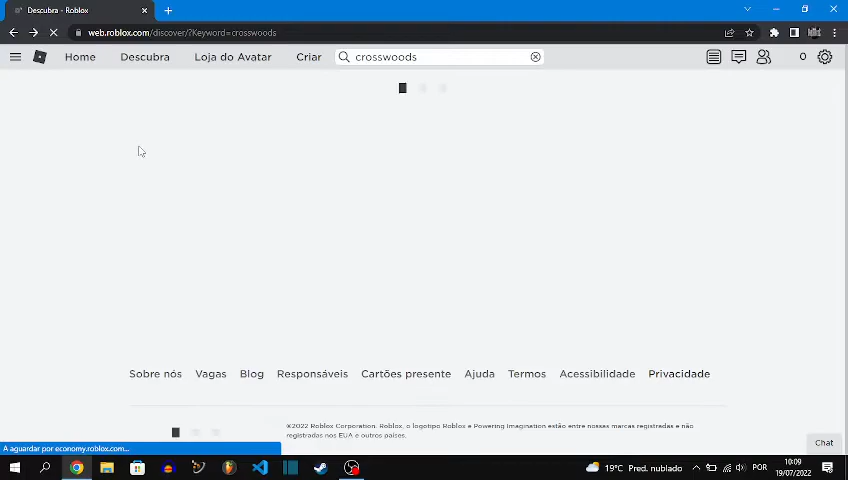 Descubra - Roblox
web.roblox.com/discover/?Keyword=crosswoods
Home Descubra Loja do Avatar Criar crosswoods 0
Sobre nós Vagas Blog Responsáveis Cartões presente Ajuda Termos Acessibilidade Privacidade
©2022 Roblox Corporation. Roblox, o logotipo Roblox e Powering Imagination estão entre nossas marcas registradas e não
registradas nos EUA e outros países.
Chat
A aguardar por economy.roblox.com...
19°C Pred. nublado POR 10:09
19/07/2022